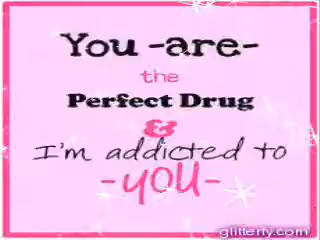 You -are-
the
Perfect Drug
&
I'm addicted to
-you-
glitterfy.com